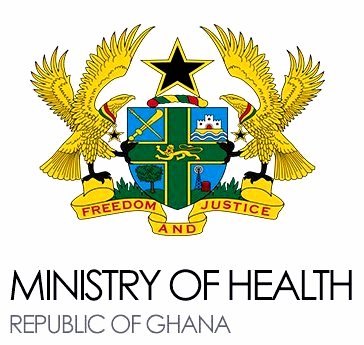 FREEDOM AND JUSTICE
MINISTRY OF HEALTH
REPUBLIC OF GHANA